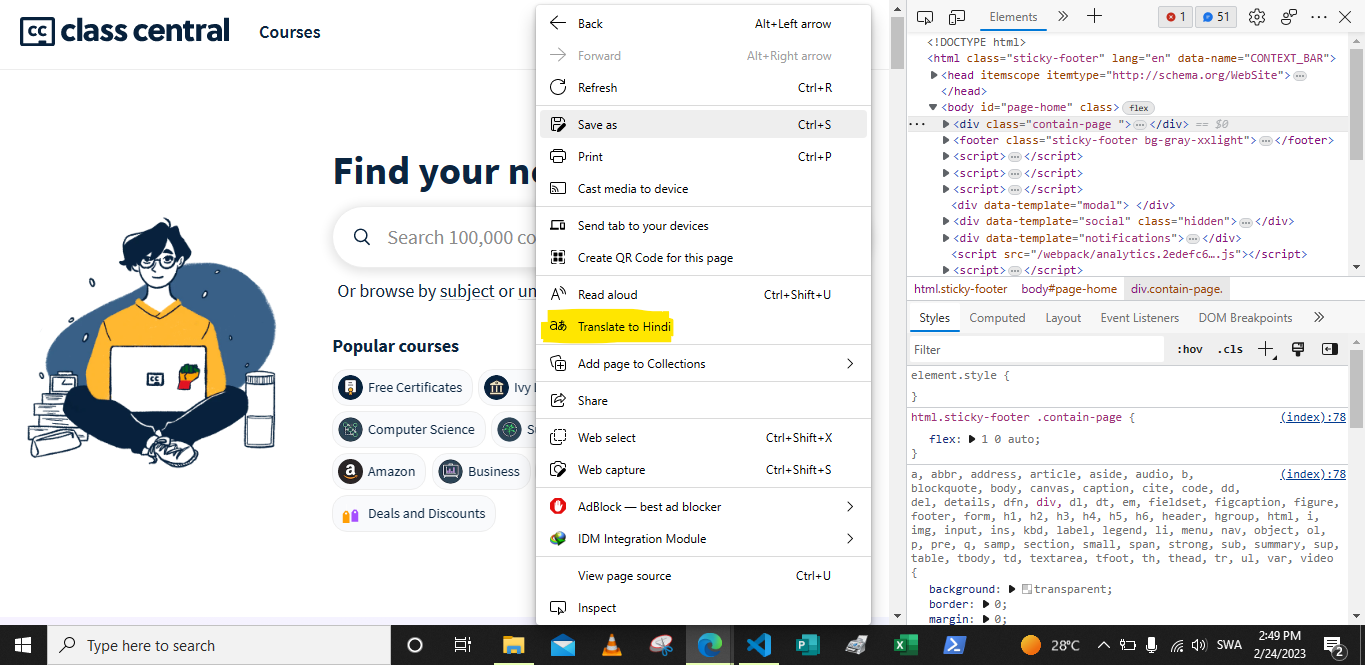 class central
Courses
Find your ne
Search 100,000 co
Or browse by subject or un
Popular courses
Free Certificates
Ivy
Computer Science
Amazon
Business
Deals and Discounts
Back Alt+Left arrow
Forward Alt+Right arrow
Refresh Ctrl+R
Save as Ctrl+S
Print Ctrl+P
Cast media to device
Send tab to your devices
Create QR Code for this page
Read aloud Ctrl+Shift+U
Translate to Hindi
Add page to Collections
Share
Web select Ctrl+Shift+X
Web capture Ctrl+Shift+S
AdBlock — best ad blocker
IDM Integration Module
View page source Ctrl+U
Inspect
Elements 1 51
<!DOCTYPE html>
<html class="sticky-footer" lang="en" data-name="CONTEXT_BAR">
<head itemscope itemtype="http://schema.org/WebSite">
</head>
<body id="page-home" class> flex
<div class="contain-page "> </div> == $0
<footer class="sticky-footer bg-gray-xxlight"> </footer>
<script> </script>
<script> </script>
<script> </script>
<div data-template="modal"> </div>
<div data-template="social" class="hidden"> </div>
<div data-template="notifications"> </div>
<script src="/webpack/analytics.2edefc6….js"></script>
<script> </script>
html.sticky-footer body#page-home div.contain-page.
Styles Computed Layout Event Listeners DOM Breakpoints
Filter :hov .cls
element.style {
}
html.sticky-footer .contain-page { (index):78
flex: 1 0 auto;
}
a, abbr, address, article, aside, audio, b, (index):78
blockquote, body, canvas, caption, cite, code, dd,
del, details, dfn, div, dl, dt, em, fieldset, figcaption, figure,
footer, form, h1, h2, h3, h4, h5, h6, header, hgroup, html, i,
img, input, ins, kbd, label, legend, li, menu, nav, object, ol,
p, pre, q, samp, section, small, span, strong, sub, summary, sup,
table, tbody, td, textarea, tfoot, th, thead, tr, ul, var, video
{
background: transparent;
border: 0;
margin: 0;
Type here to search
28°C
SWA
2:49 PM
2/24/2023
2